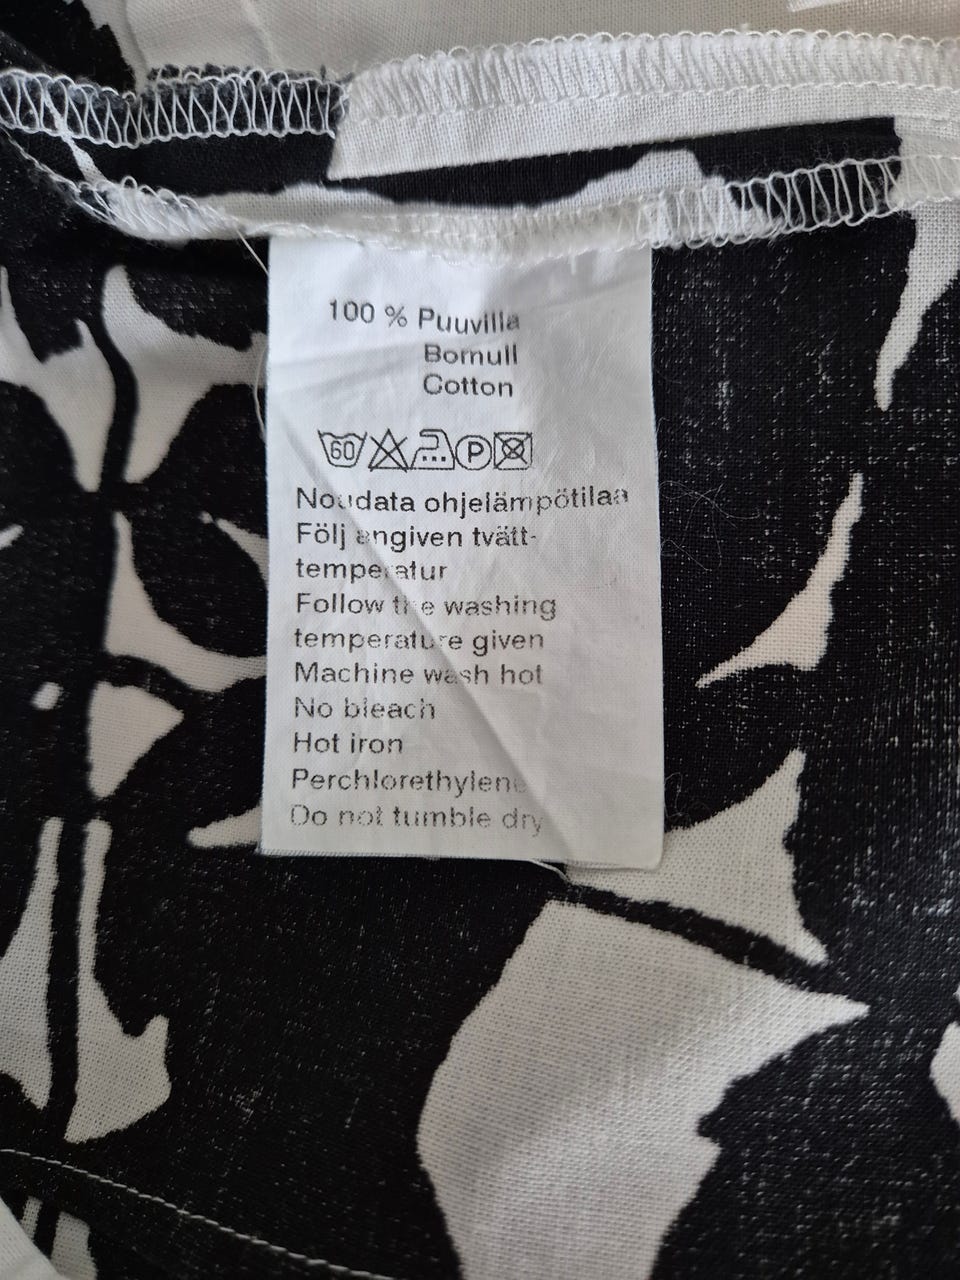 100 % Puuvilla
Bomull
Cotton
60 P
Noudata ohjelämpötilaa
Följ angiven tvätt-
temperatur
Follow the washing
temperature given
Machine wash hot
No bleach
Hot iron
Perchlorethylene
Do not tumble dry